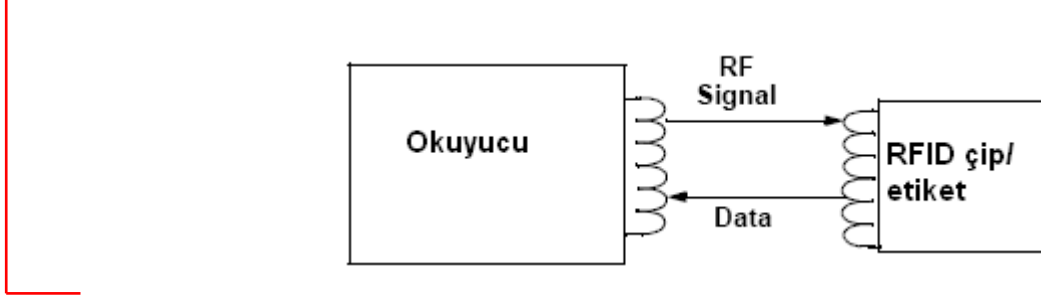 Okuyucu
RF
Signal
Data
RFID çip/
etiket